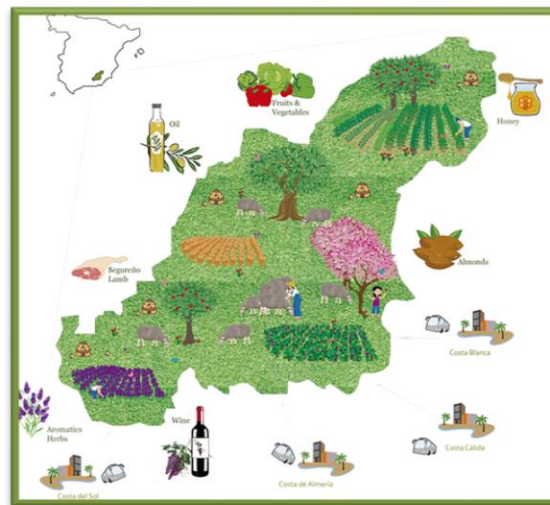 Oil
Fruits &
Vegetables
Honey
Segureño
Lamb
Almonds
Costa Blanca
Aromatics
Herbs
Wine
Costa Cálida
Costa del Sol
Costa de Almeria